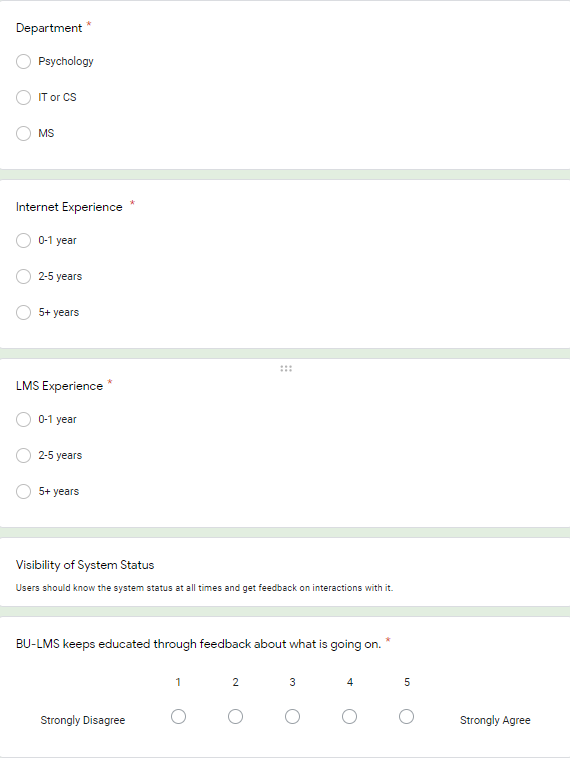 Department *
Psychology
IT or CS
MS
Internet Experience *
0-1 year
2-5 years
5+ years
LMS Experience *
0-1 year
2-5 years
5+ years
Visibility of System Status
Users should know the system status at all times and get feedback on interactions with it.
BU-LMS keeps educated through feedback about what is going on. *
1 2 3 4 5
Strongly Disagree Strongly Agree